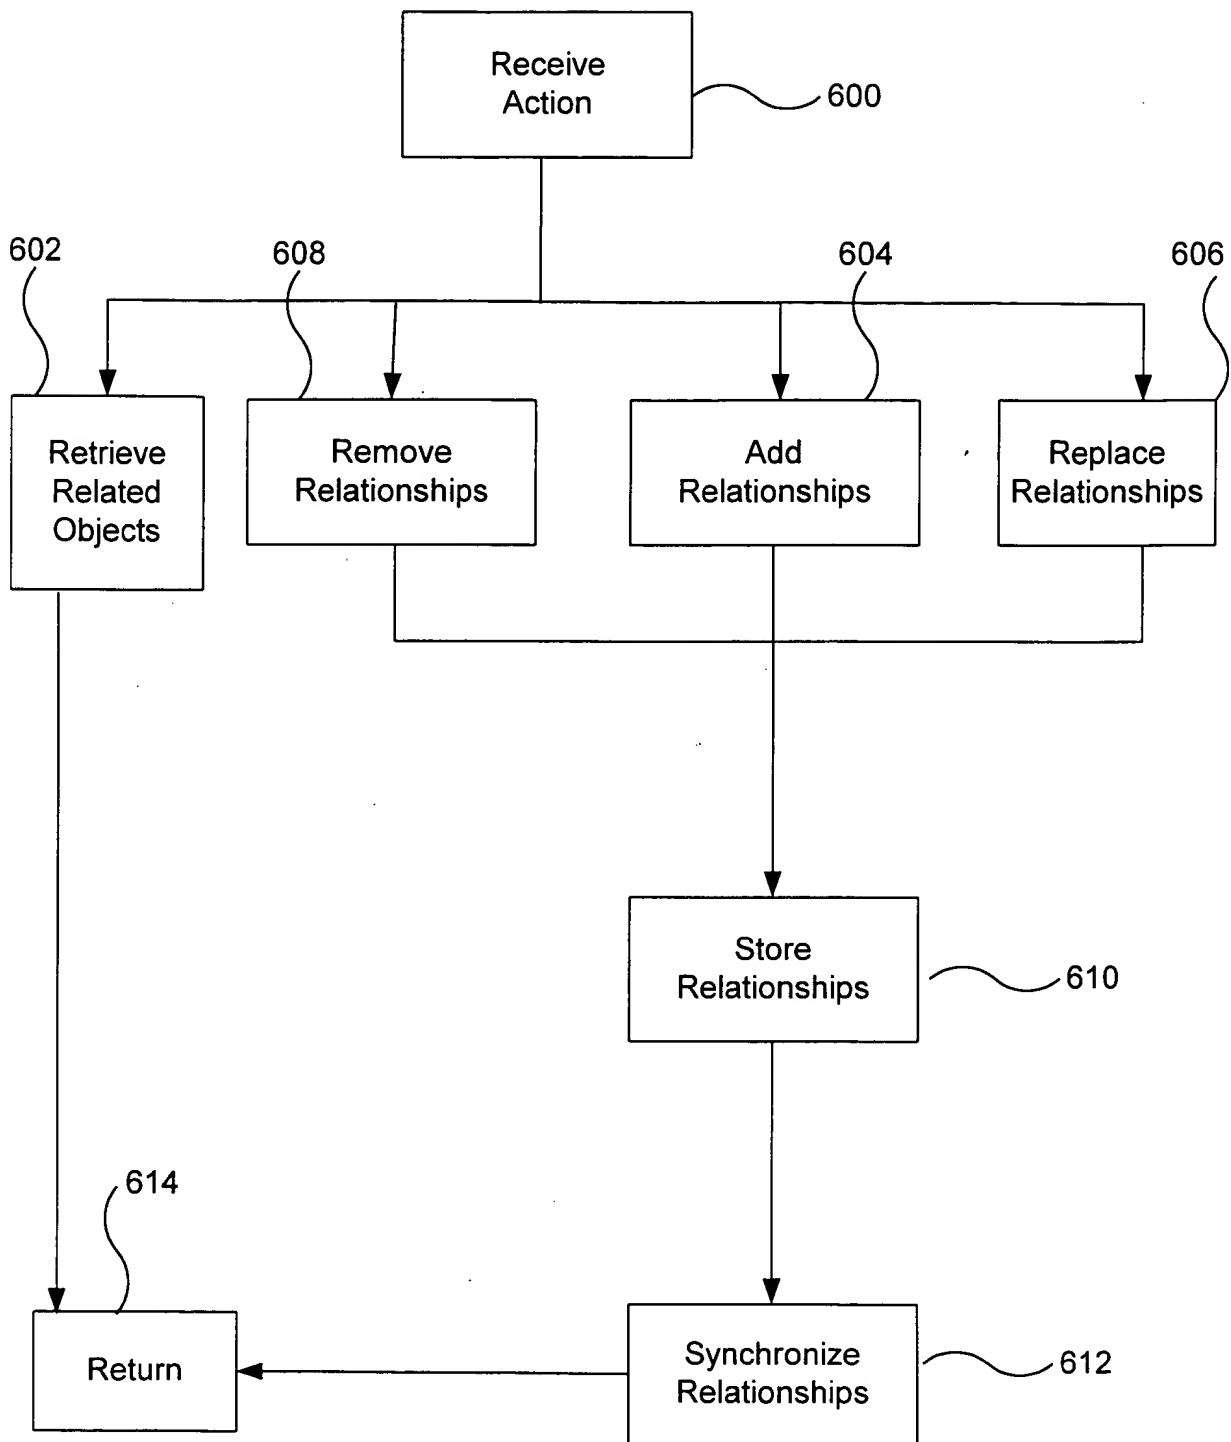 Receive
Action
600
602
608
604
606
Retrieve
Related
Objects
Remove
Relationships
Add
Relationships
Replace
Relationships
Store
Relationships
610
614
Return
Synchronize
Relationships
612